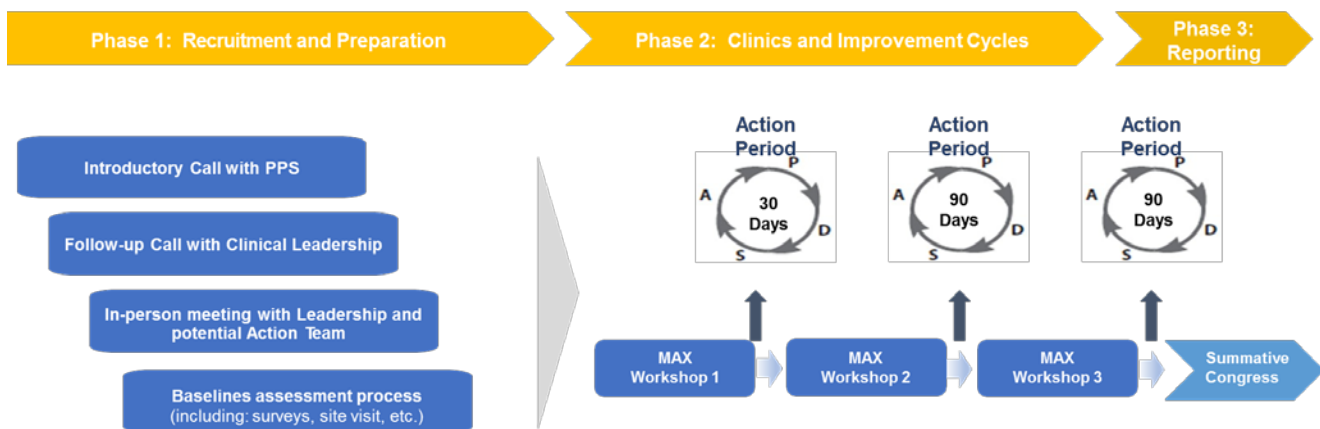 Phase 1: Recruitment and Preparation
Phase 2: Clinics and Improvement Cycles
Phase 3:
Reporting
Introductory Call with PPS
Follow-up Call with Clinical Leadership
In-person meeting with Leadership and
potential Action Team
Baselines assessment process
(including: surveys, site visit, etc.)
Action
Period
P
A
30
Days
D
S
Action
Period
P
A
90
Days
D
S
Action
Period
P
A
90
Days
D
S
MAX
Workshop 1
MAX
Workshop 2
MAX
Workshop 3
Summative
Congress